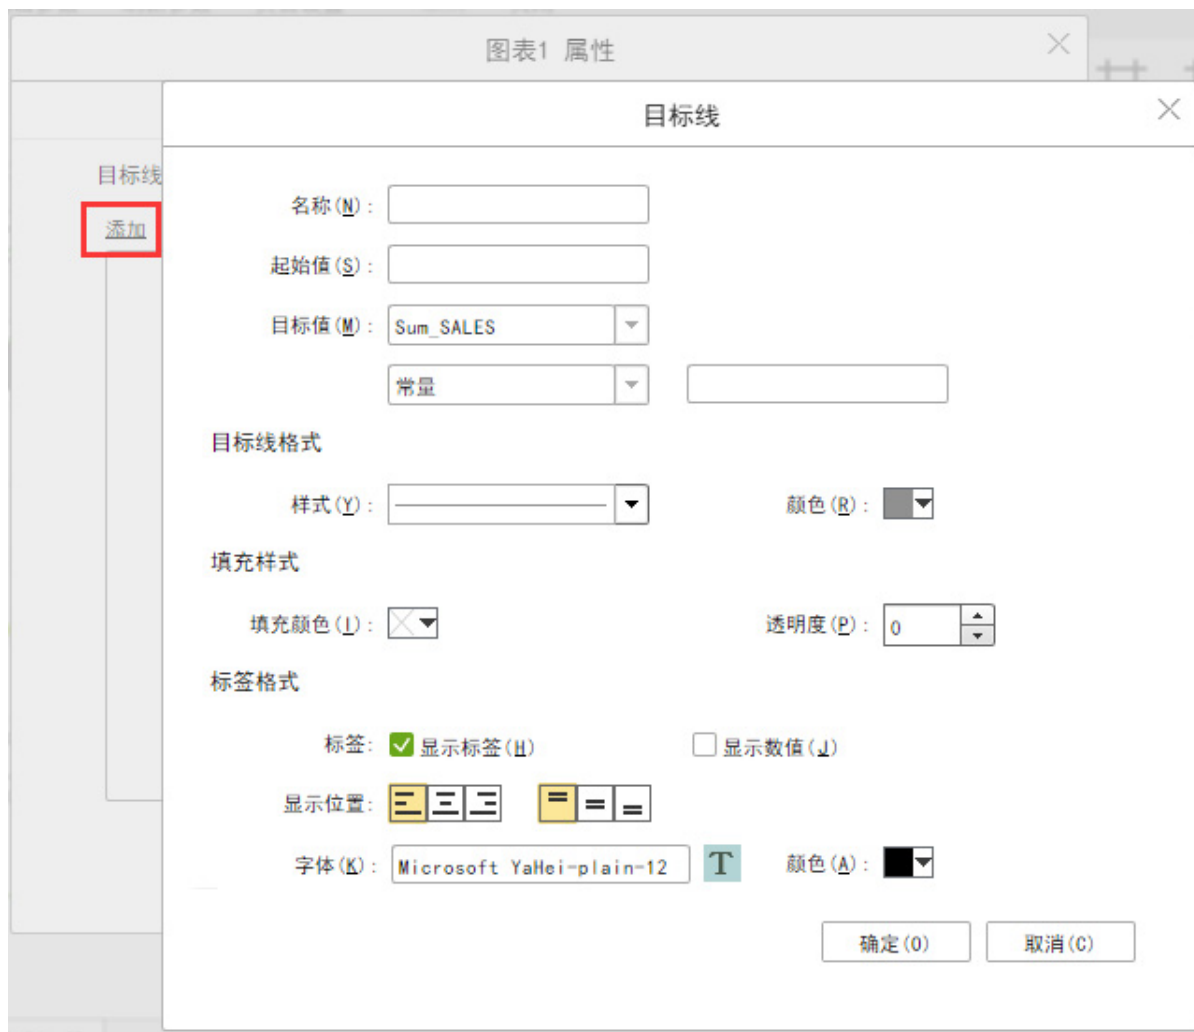 图表1 属性
目标线
目标线
添加
名称(N):
起始值(S):
目标值(M): Sum_SALES
常量
目标线格式
样式(Y): 颜色(R):
填充样式
填充颜色(I): 透明度(P): 0
标签格式
标签: 显示标签(H) 显示数值(J)
显示位置:
字体(K): Microsoft YaHei-plain-12 T 颜色(A):
确定(O) 取消(C)